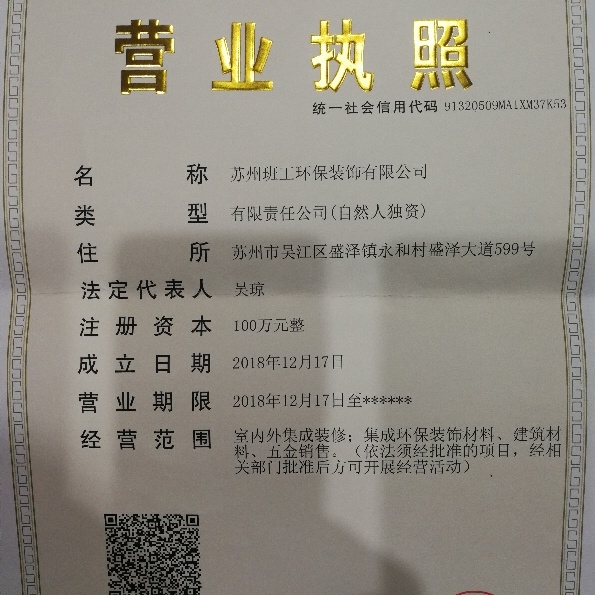 营业执照
统一社会信用代码 91320509MA1XM37K53
名称 苏州班工环保装饰有限公司
类型 有限责任公司(自然人独资)
住所 苏州市吴江区盛泽镇永和村盛泽大道599号
法定代表人 吴琼
注册资本 100万元整
成立日期 2018年12月17日
营业期限 2018年12月17日至******
经营范围 室内外集成装修；集成环保装饰材料、建筑材
料、五金销售。（依法须经批准的项目，经相
关部门批准后方可开展经营活动）